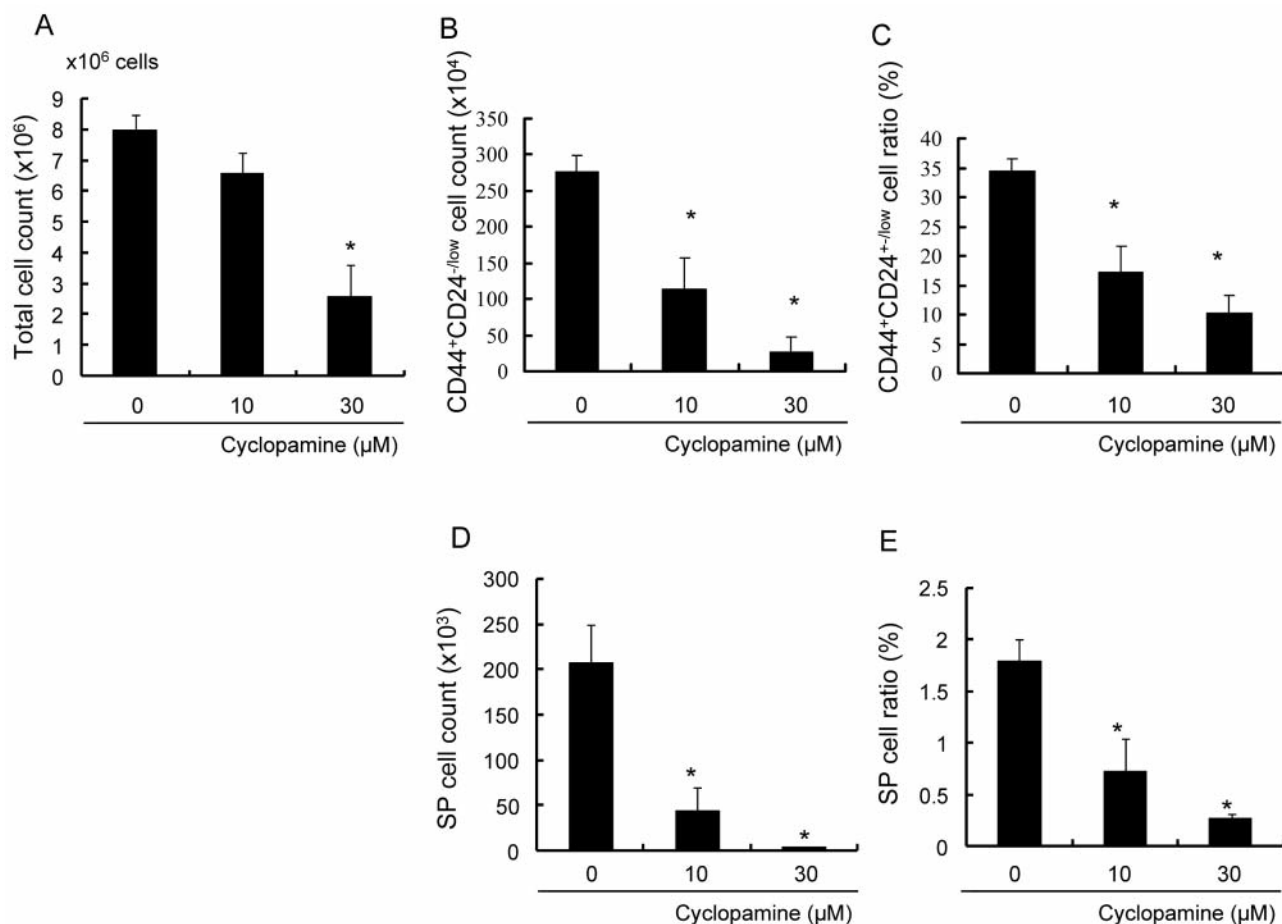 A
x10⁶ cells
Total cell count (x10⁶)
9
8
7
6
5
4
3
2
1
0
*
0 10 30
Cyclopamine (µM)
B
CD44⁺CD24⁻/ˡᵒʷ cell count (x10⁴)
350
300
250
200
150
100
50
0
*
*
0 10 30
Cyclopamine (µM)
C
CD44⁺CD24⁺⁻/ˡᵒʷ cell ratio (%)
45
40
35
30
25
20
15
10
5
0
*
*
0 10 30
Cyclopamine (µM)
D
SP cell count (x10³)
300
250
200
150
100
50
0
*
*
0 10 30
Cyclopamine (µM)
E
SP cell ratio (%)
2.5
2
1.5
1
0.5
0
*
*
0 10 30
Cyclopamine (µM)